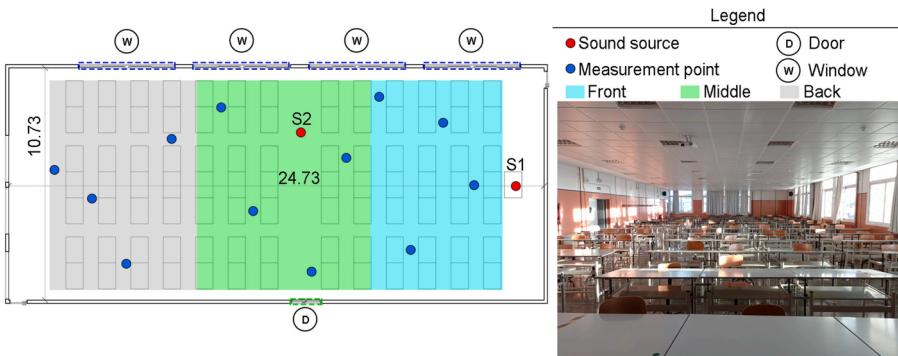 W W W W
Legend
Sound source
D Door
Measurement point
W Window
Front Middle Back
10.73
S2
24.73
S1
D